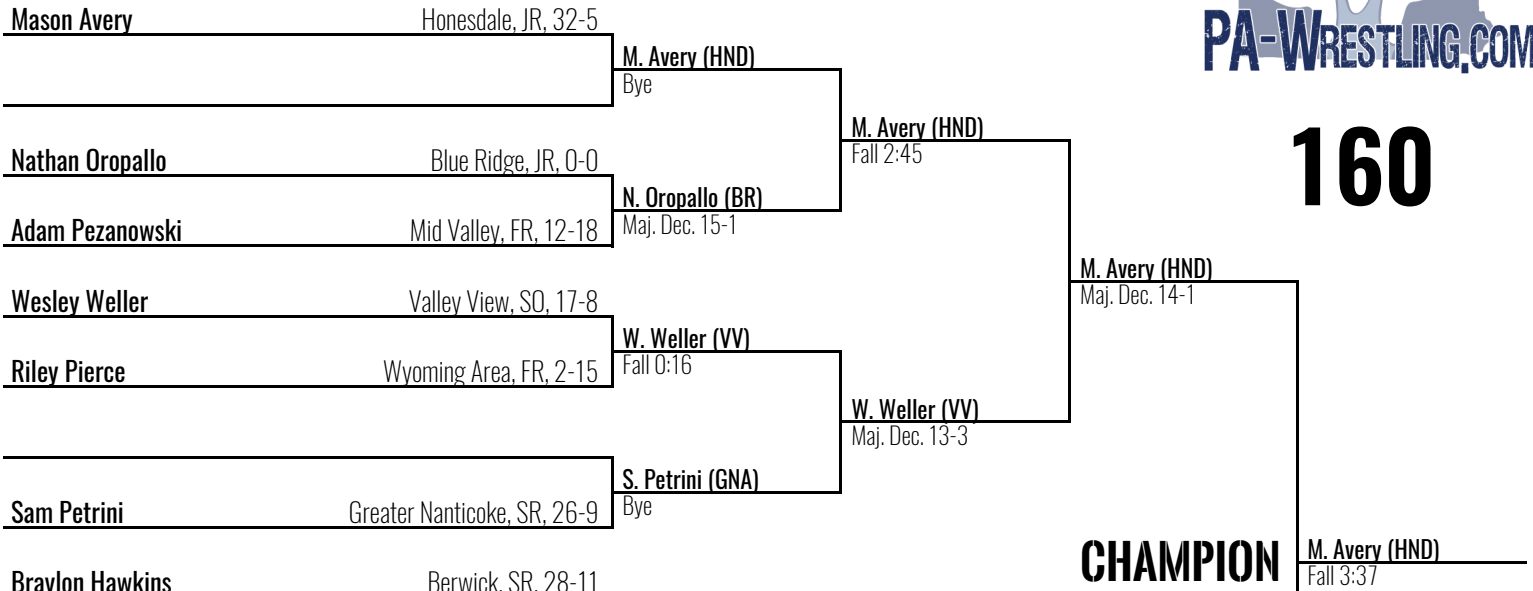 Mason Avery Honesdale, JR, 32-5
M. Avery (HND)
Bye
PA-WRESTLING.COM
M. Avery (HND)
Fall 2:45
160
Nathan Oropallo Blue Ridge, JR, 0-0
N. Oropallo (BR)
Maj. Dec. 15-1
Adam Pezanowski Mid Valley, FR, 12-18
M. Avery (HND)
Maj. Dec. 14-1
Wesley Weller Valley View, SO, 17-8
W. Weller (VV)
Fall 0:16
Riley Pierce Wyoming Area, FR, 2-15
W. Weller (VV)
Maj. Dec. 13-3
S. Petrini (GNA)
Bye
Sam Petrini Greater Nanticoke, SR, 26-9
CHAMPION
M. Avery (HND)
Fall 3:37
Braylon Hawkins Berwick, SR, 28-11